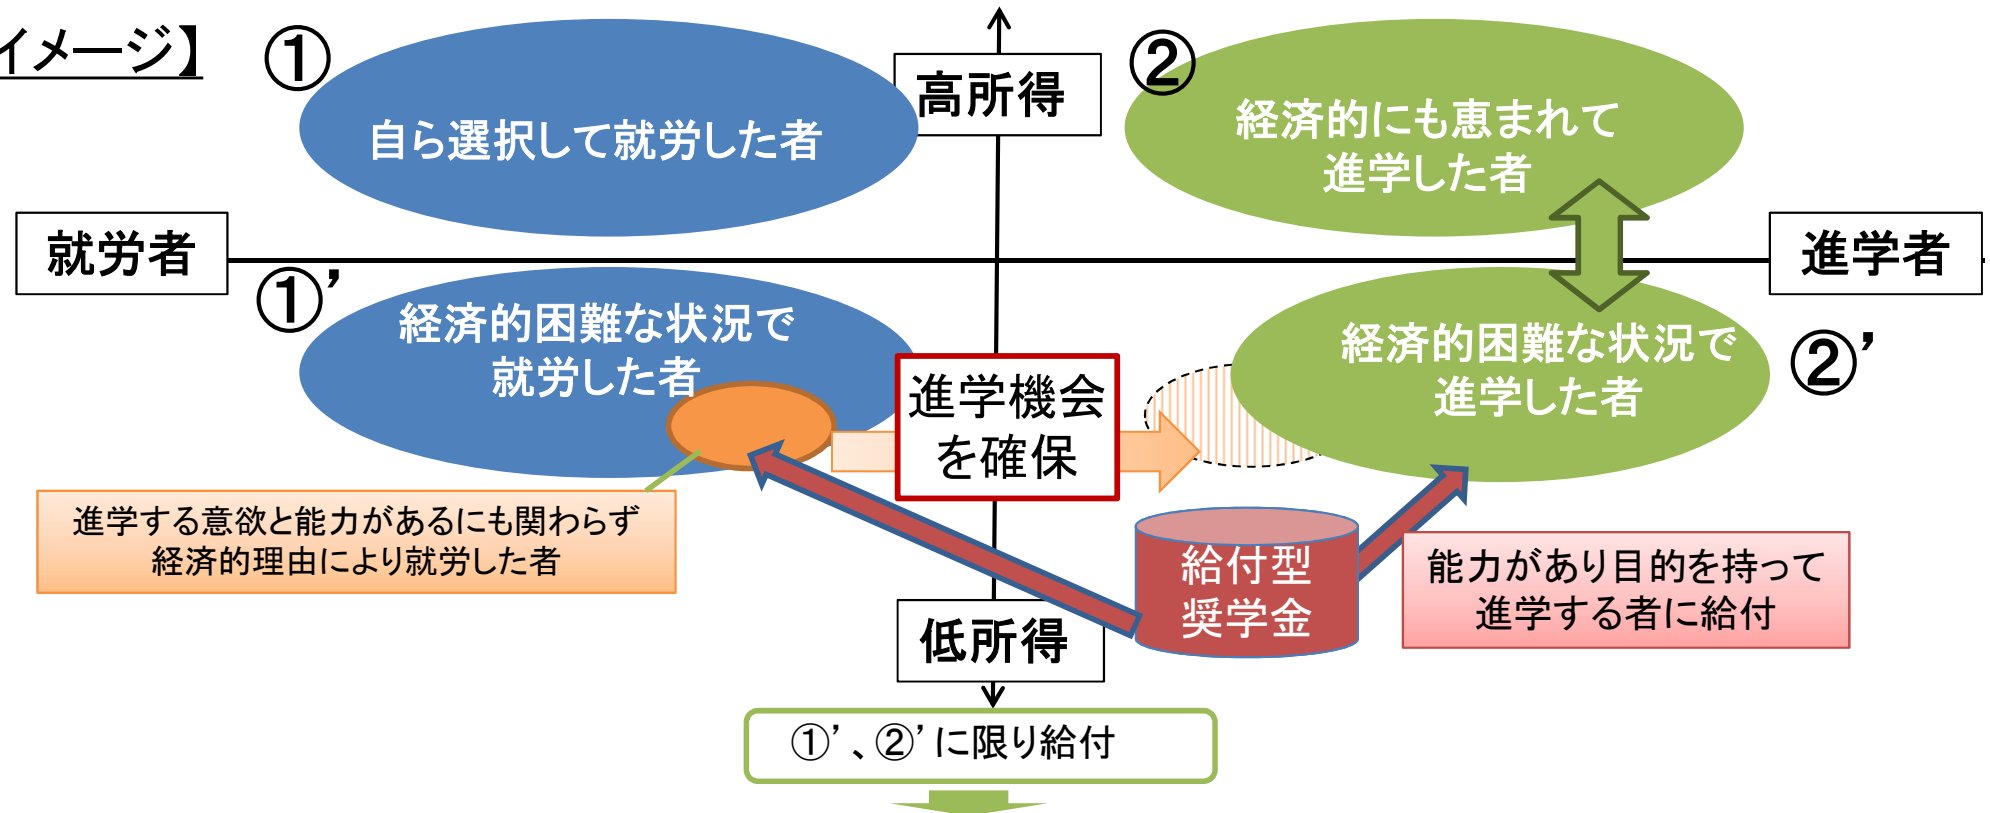 イメージ】
①
自ら選択して就労した者
高所得
②
経済的にも恵まれて
進学した者
就労者
進学者
①’
経済的困難な状況で
就労した者
進学機会
を確保
経済的困難な状況で
進学した者
②’
進学する意欲と能力があるにも関わらず
経済的理由により就労した者
給付型
奨学金
能力があり目的を持って
進学する者に給付
低所得
①’、②’に限り給付